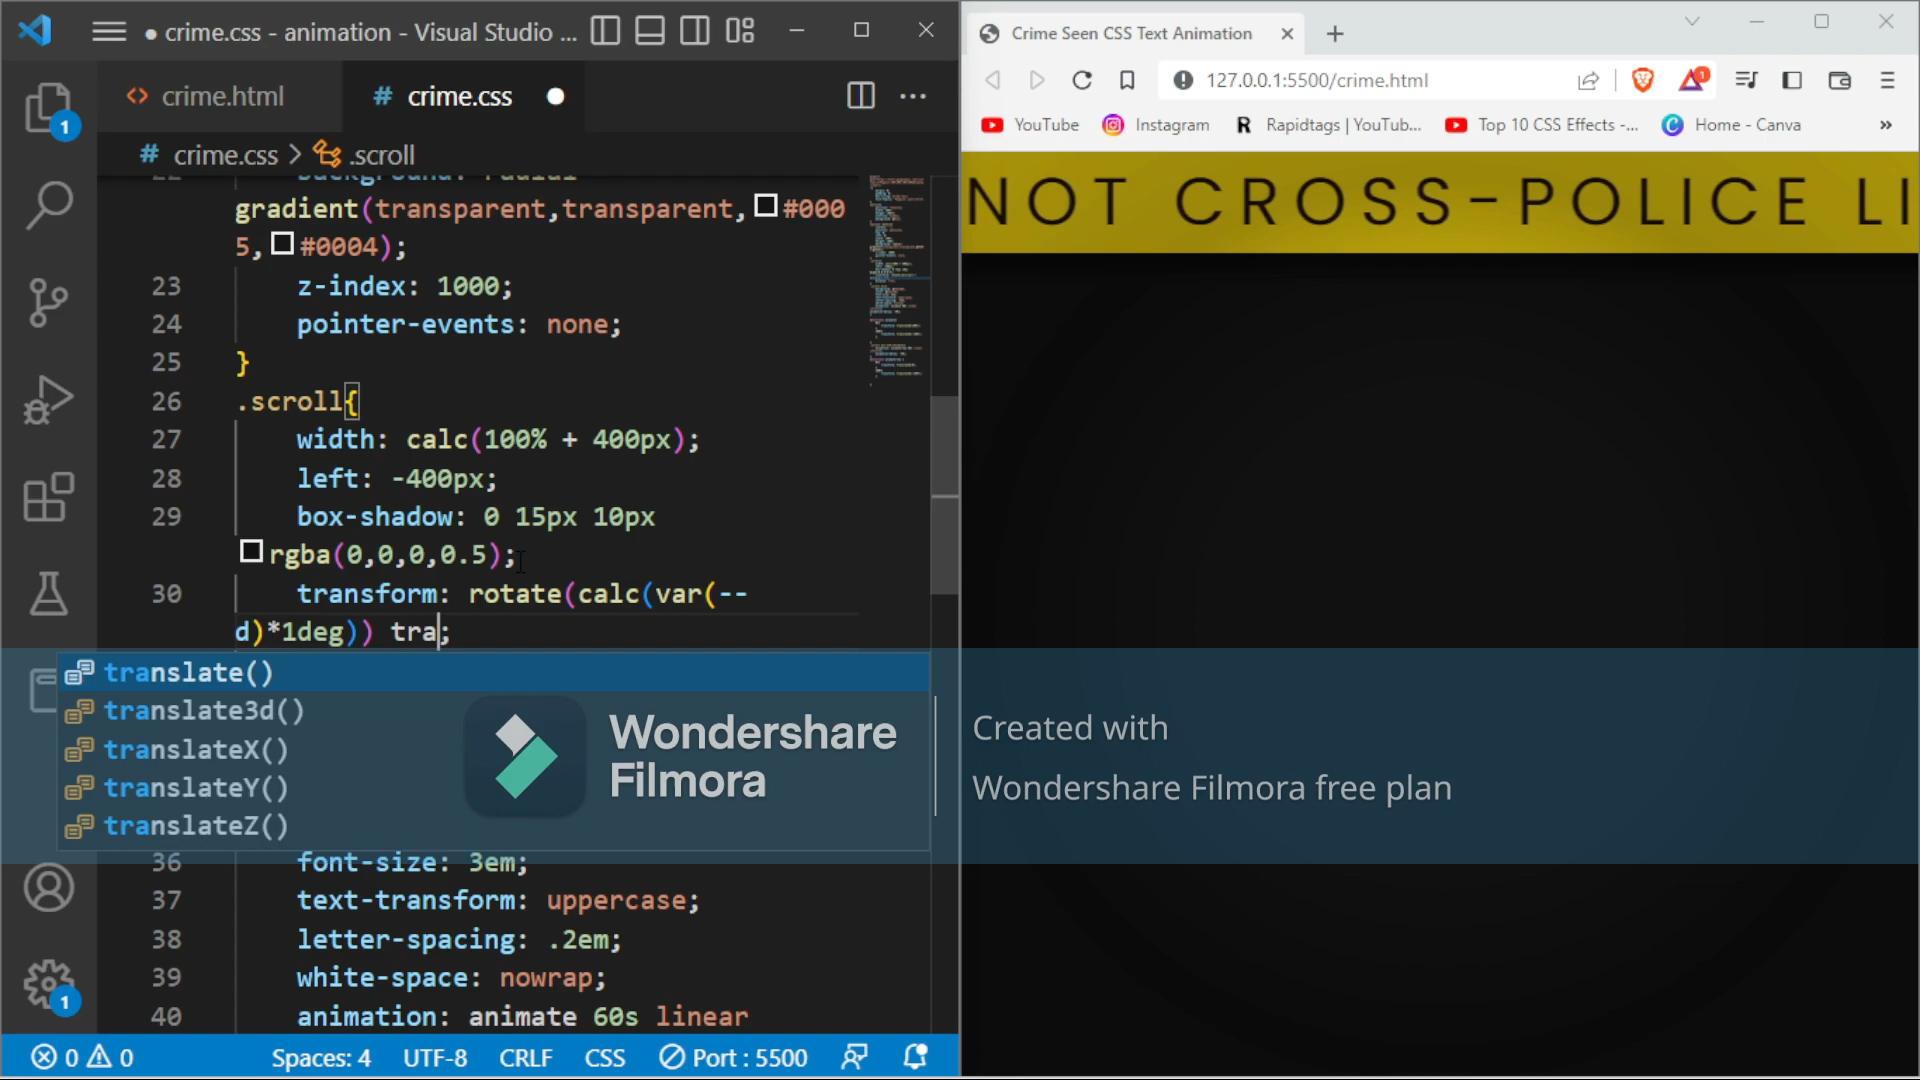 ● crime.css - animation - Visual Studio ...
<> crime.html
# crime.css ●
# crime.css > .scroll
gradient(transparent,transparent,#000
5,#0004);
23 z-index: 1000;
24 pointer-events: none;
25 }
26 .scroll{
27 width: calc(100% + 400px);
28 left: -400px;
29 box-shadow: 0 15px 10px
rgba(0,0,0,0.5);
30 transform: rotate(calc(var(--
d)*1deg)) tra;
translate()
translate3d()
translateX()
translateY()
translateZ()
36 font-size: 3em;
37 text-transform: uppercase;
38 letter-spacing: .2em;
39 white-space: nowrap;
40 animation: animate 60s linear
1
1
0 0 Spaces: 4 UTF-8 CRLF CSS Port : 5500
Crime Seen CSS Text Animation
127.0.0.1:5500/crime.html
1
YouTube Instagram R Rapidtags | YouTub... Top 10 CSS Effects -... Home - Canva »
NOT CROSS-POLICE LI
Wondershare
Filmora
Created with
Wondershare Filmora free plan